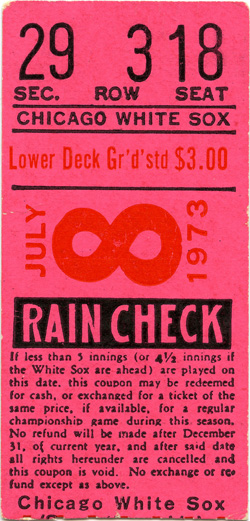 29 3 18
SEC. ROW SEAT
CHICAGO WHITE SOX
Lower Deck Gr'd'std $3.00
JULY 8 1973
RAIN CHECK
If less than 5 innings (or 4½ innings if
the White Sox are ahead) are played on
this date, this coupon may be redeemed
for cash, or exchanged for a ticket of the
same price, if available, for a regular
championship game during this season.
No refund will be made after December
31, of current year, and after said date
all rights hereunder are cancelled and
this coupon is void. No exchange or re-
fund except as above.
Chicago White Sox